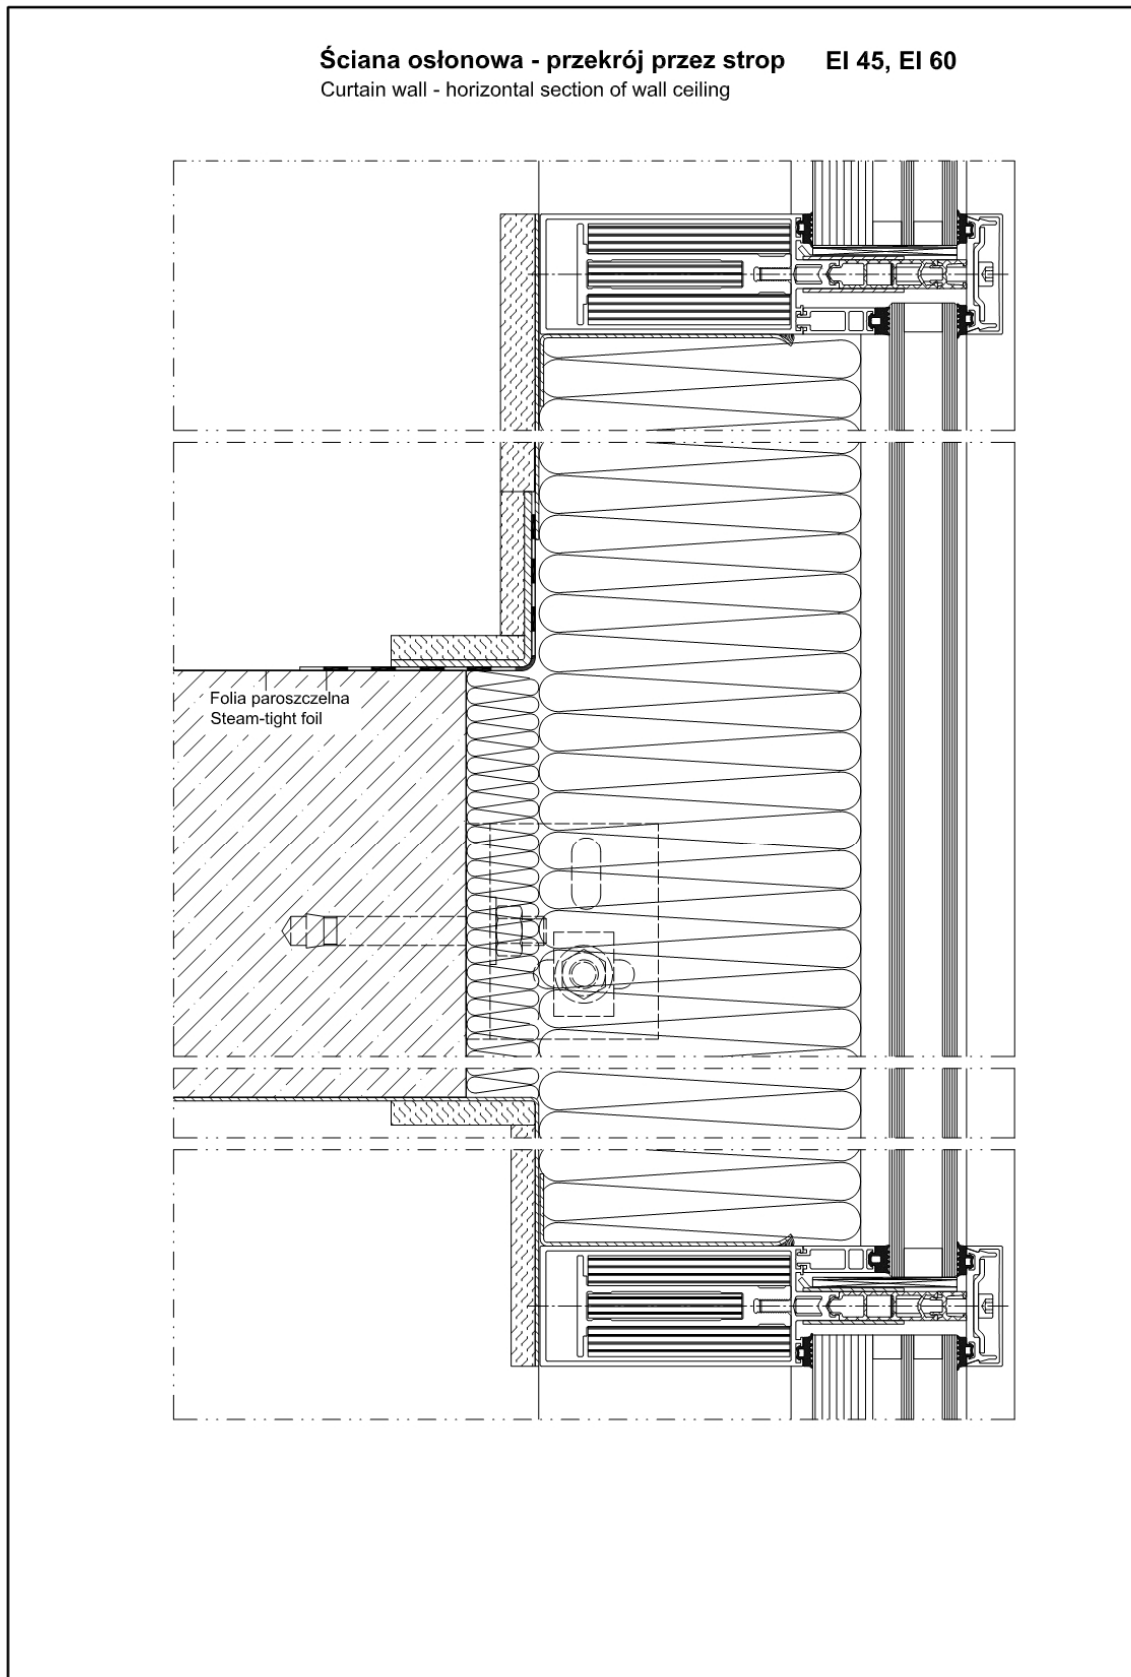 Ściana osłonowa - przekrój przez strop EI 45, EI 60
Curtain wall - horizontal section of wall ceiling
Folia paroszczelna
Steam-tight foil